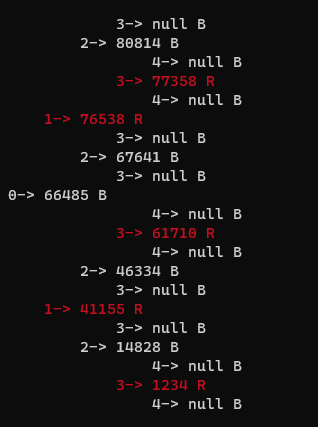 3-> null B
2-> 80814 B
4-> null B
3-> 77358 R
4-> null B
1-> 76538 R
3-> null B
2-> 67641 B
3-> null B
0-> 66485 B
4-> null B
3-> 61710 R
4-> null B
2-> 46334 B
3-> null B
1-> 41155 R
3-> null B
2-> 14828 B
4-> null B
3-> 1234 R
4-> null B